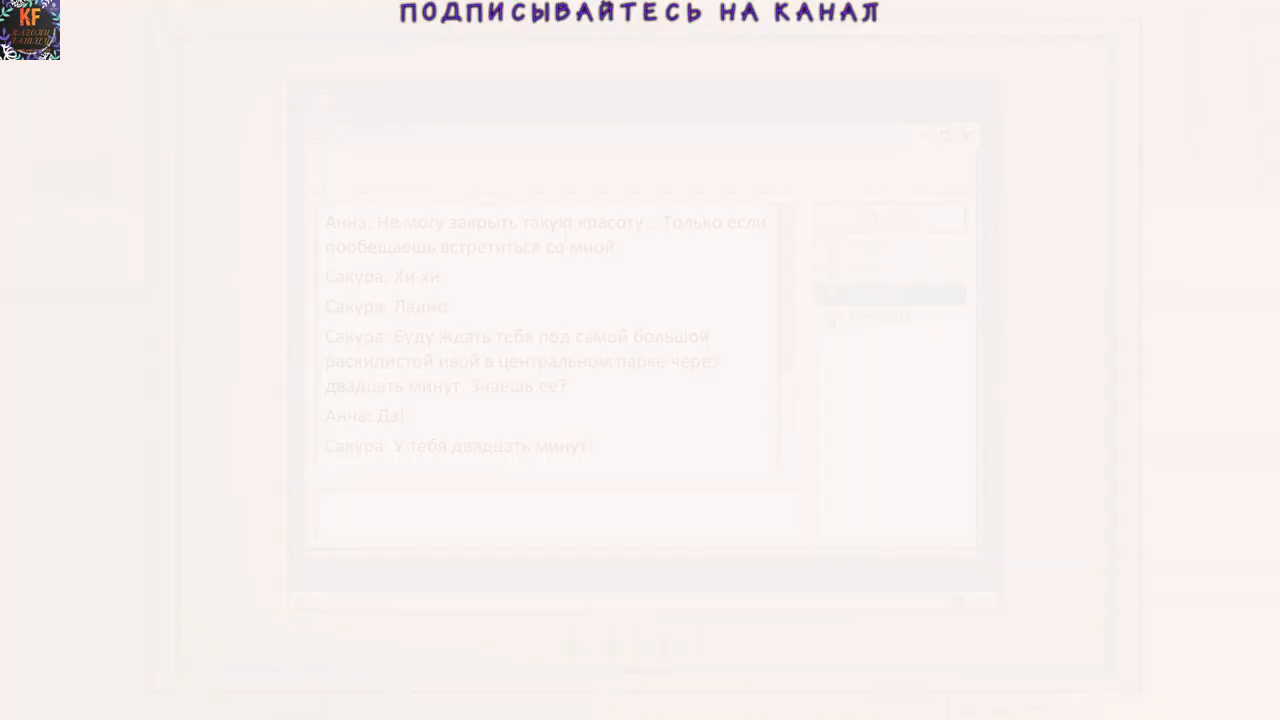 ПОДПИСЫВАЙТЕСЬ НА КАНАЛ
KF
Анна: Не могу закрыть такую красоту... Только если
пообещаешь встретиться со мной.
Сакура: Хи-хи
Сакура: Ладно
Сакура: Буду ждать тебя под самой большой
раскидистой ивой в центральном парке через
двадцать минут. Знаешь ее?
Анна: Да!
Сакура: У тебя двадцать минут!